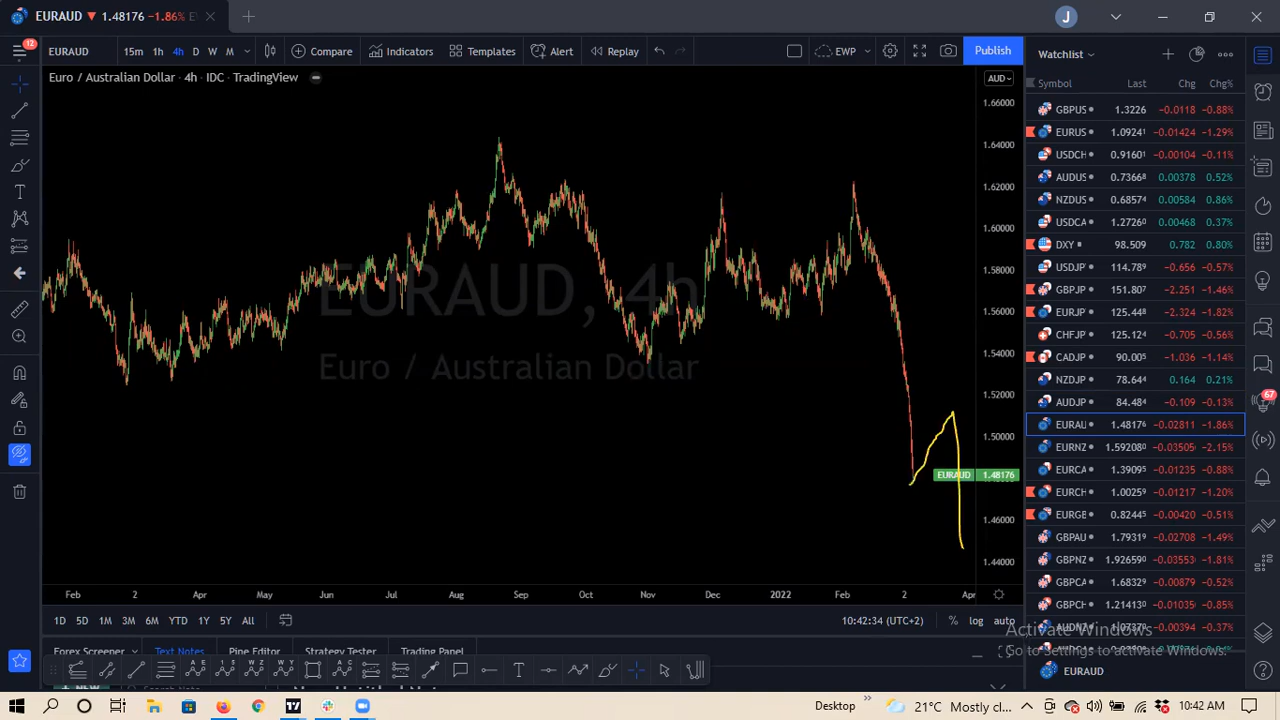 EURAUD ▼ 1.48176 −1.86% E
J
12
EURAUD 15m 1h 4h D W M Compare Indicators Templates Alert Replay EWP Publish
Euro / Australian Dollar · 4h · IDC · TradingView
AUD
EURAUD, 4h
Euro / Australian Dollar
1.66000
1.64000
1.62000
1.60000
1.58000
1.56000
1.54000
1.52000
1.50000
EURAUD 1.48176
1.46000
1.44000
Feb 2 Apr May Jun Jul Aug Sep Oct Nov Dec 2022 Feb 2 Apr
1D 5D 1M 3M 6M YTD 1Y 5Y All 10:42:34 (UTC+2) % log auto
Forex Screener Text Notes Pine Editor Strategy Tester Trading Panel
Watchlist
Symbol Last Chg Chg%
GBPUS 1.3226 −0.0118 −0.88%
EURUS 1.09241 −0.01424 −1.29%
USDCH 0.91601 −0.00104 −0.11%
AUDUS 0.73668 0.00378 0.52%
NZDUS 0.68574 0.00584 0.86%
USDCA 1.27260 0.00468 0.37%
DXY 98.509 0.782 0.80%
USDJP 114.789 −0.656 −0.57%
GBPJP 151.807 −2.251 −1.46%
EURJP 125.448 −2.324 −1.82%
CHFJP 125.124 −0.705 −0.56%
CADJP 90.005 −1.036 −1.14%
NZDJP 78.644 0.164 0.21%
AUDJP 84.484 −0.109 −0.13%
EURAU 1.48176 −0.02811 −1.86%
EURNZ 1.592080 −0.03505 −2.15%
EURCA 1.39095 −0.01235 −0.88%
EURCH 1.00259 −0.01217 −1.20%
EURGB 0.82445 −0.00420 −0.51%
GBPAU 1.79319 −0.02708 −1.49%
GBPNZ 1.926590 −0.03553 −1.81%
GBPCA 1.68329 −0.00879 −0.52%
GBPCH 1.214130 −0.01035 −0.85%
AUDNZ 1.07379 −0.00394 −0.37%
67
Activate Windows
Go to Settings to activate Windows.
EURAUD
Desktop 21°C Mostly cl... 10:42 AM